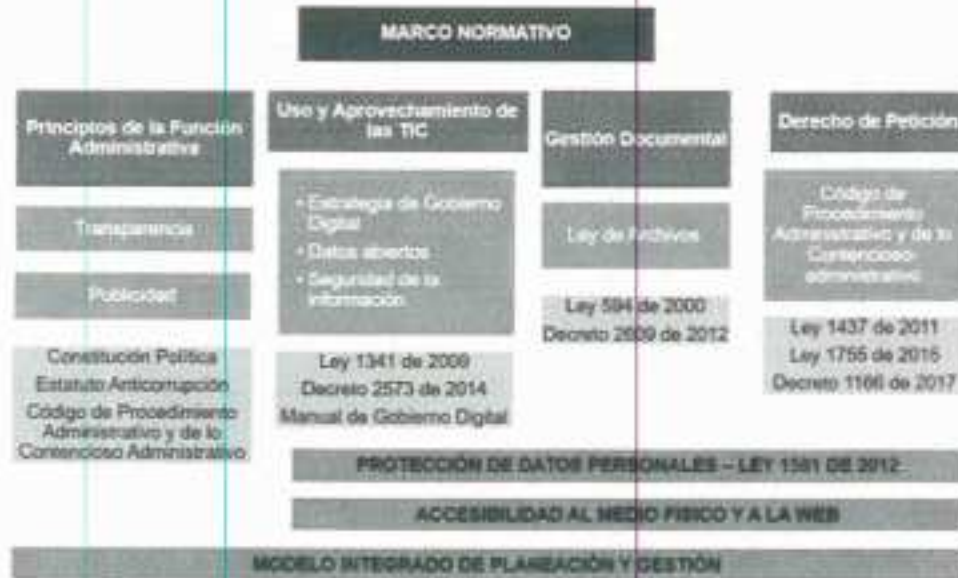 MARCO NORMATIVO
Principios de la Función
Administrativa
Transparencia
Publicidad
Constitución Política
Estatuto Anticorrupción
Código de Procedimiento
Administrativo y de lo
Contencioso Administrativo
Uso y Aprovechamiento de
las TIC
• Estrategia de Gobierno
Digital
• Datos abiertos
• Seguridad de la
información
Ley 1341 de 2009
Decreto 2573 de 2014
Manual de Gobierno Digital
Gestión Documental
Ley de Archivos
Ley 594 de 2000
Decreto 2609 de 2012
Derecho de Petición
Código de
Procedimiento
Administrativo y de lo
Contencioso-
administrativo
Ley 1437 de 2011
Ley 1755 de 2015
Decreto 1166 de 2017
PROTECCIÓN DE DATOS PERSONALES – LEY 1581 DE 2012
ACCESIBILIDAD AL MEDIO FISICO Y A LA WEB
MODELO INTEGRADO DE PLANEACIÓN Y GESTIÓN